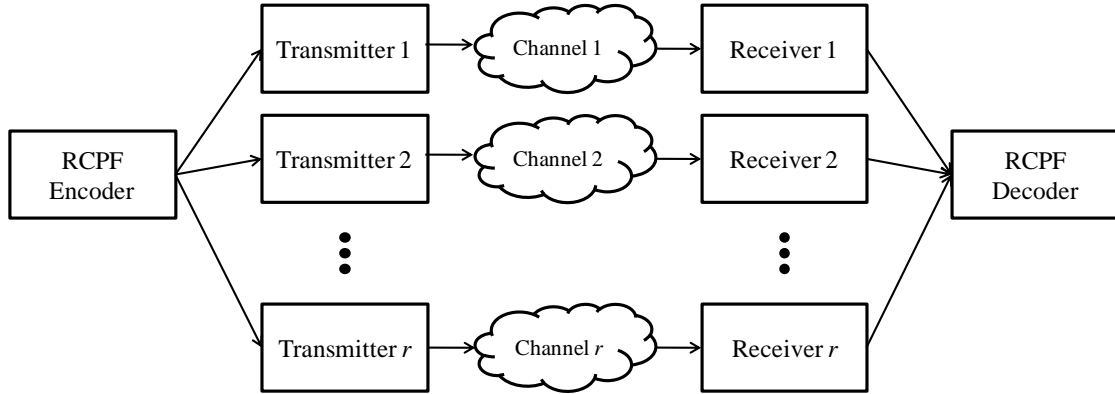 Transmitter 1
Channel 1
Receiver 1
RCPF
Encoder
Transmitter 2
Channel 2
Receiver 2
RCPF
Decoder
Transmitter r
Channel r
Receiver r